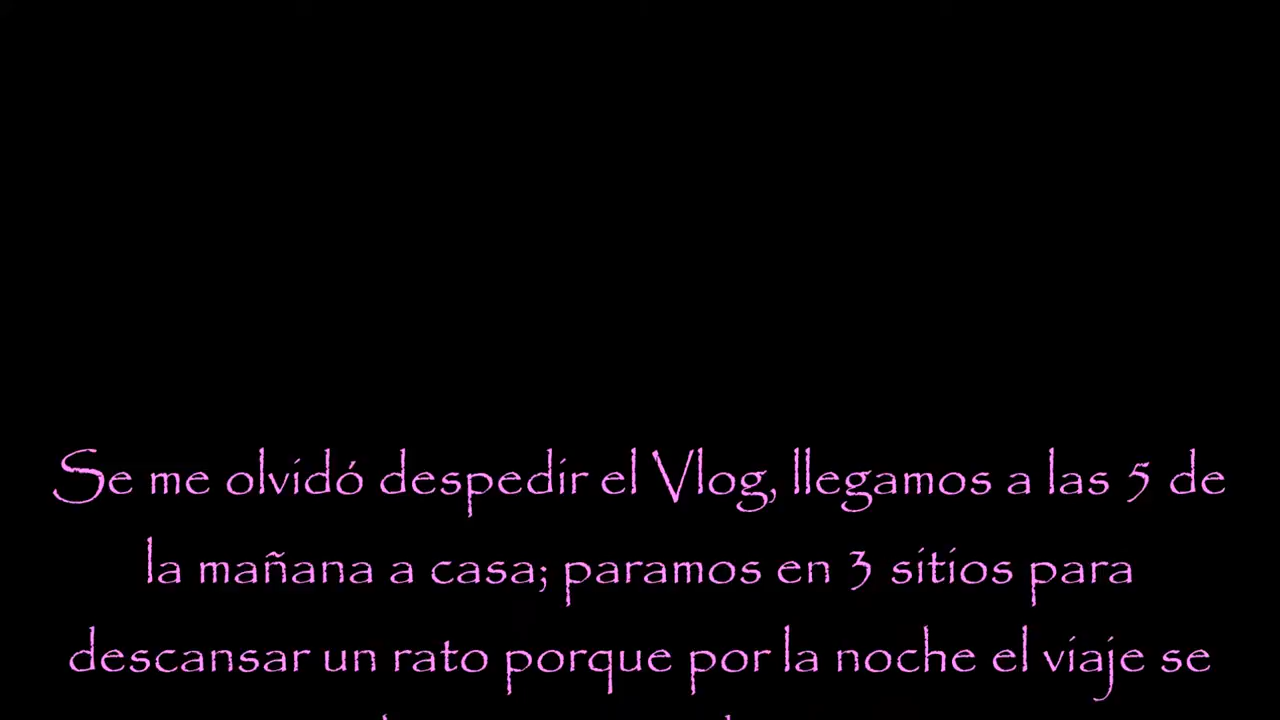 Se me olvidó despedir el Vlog, llegamos a las 5 de
la mañana a casa; paramos en 3 sitios para
descansar un rato porque por la noche el viaje se